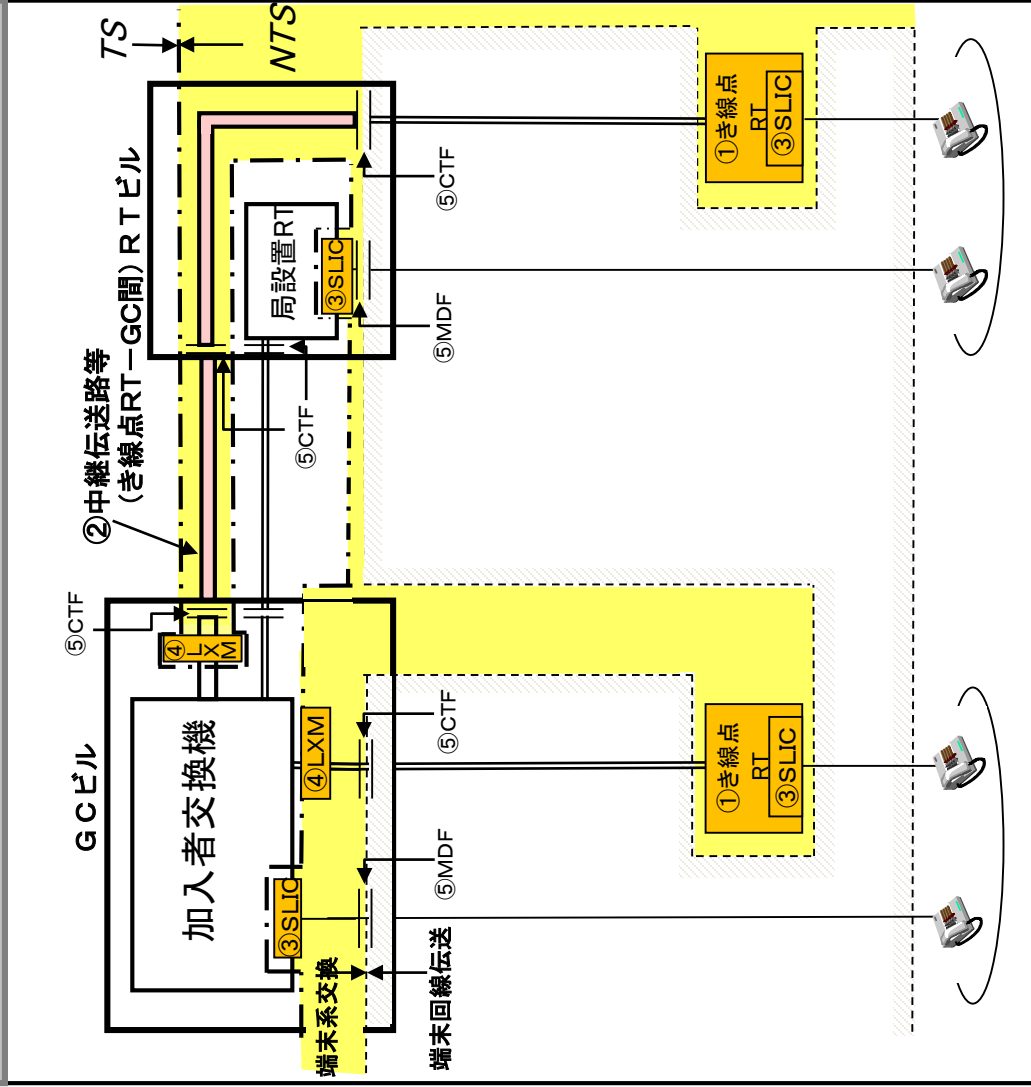 TS
NTS
②中継伝送路等
(き線点RT－GC間)
ＲＴビル
ＧＣビル
⑤CTF
④LXM
加入者交換機
③SLIC
④LXM
⑤CTF
⑤MDF
端末系交換
端末回線伝送
①き線点
RT
③SLIC
局設置RT
③SLIC
⑤CTF
⑤MDF
⑤CTF
①き線点
RT
③SLIC